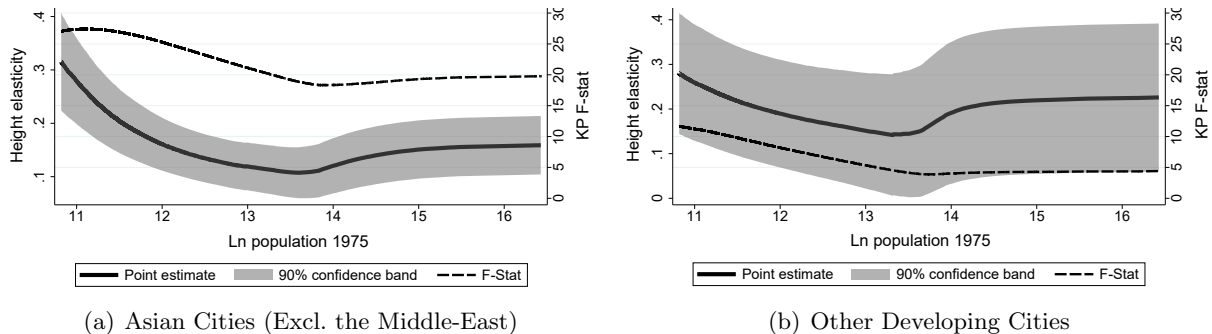 .4
.3
.2
.1
Height elasticity
30
25
20
15
10
5
0
KP F-stat
11 12 13 14 15 16
Ln population 1975
Point estimate 90% confidence band F-Stat
(a) Asian Cities (Excl. the Middle-East)
.4
.3
.2
.1
0
Height elasticity
30
25
20
15
10
5
0
KP F-stat
11 12 13 14 15 16
Ln population 1975
Point estimate 90% confidence band F-Stat
(b) Other Developing Cities